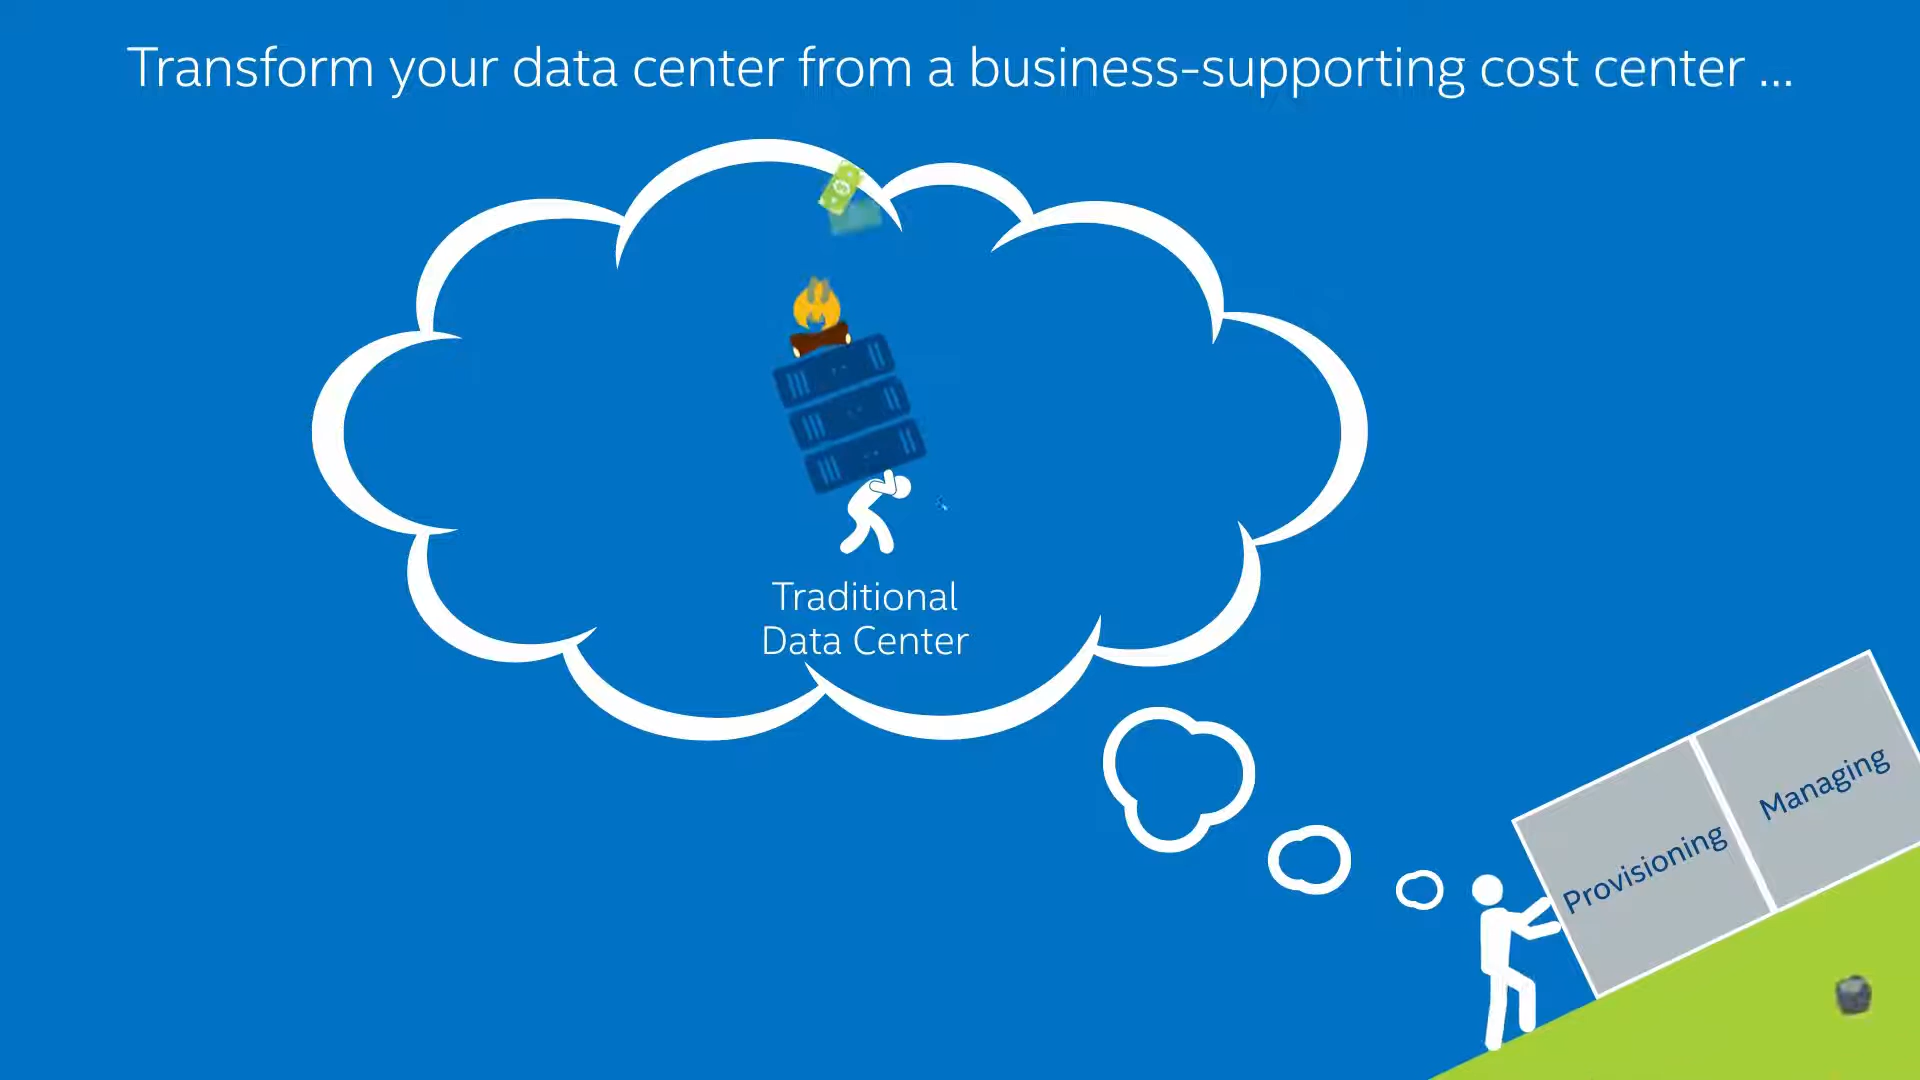 Transform your data center from a business-supporting cost center ...
Traditional
Data Center
Provisioning
Managing